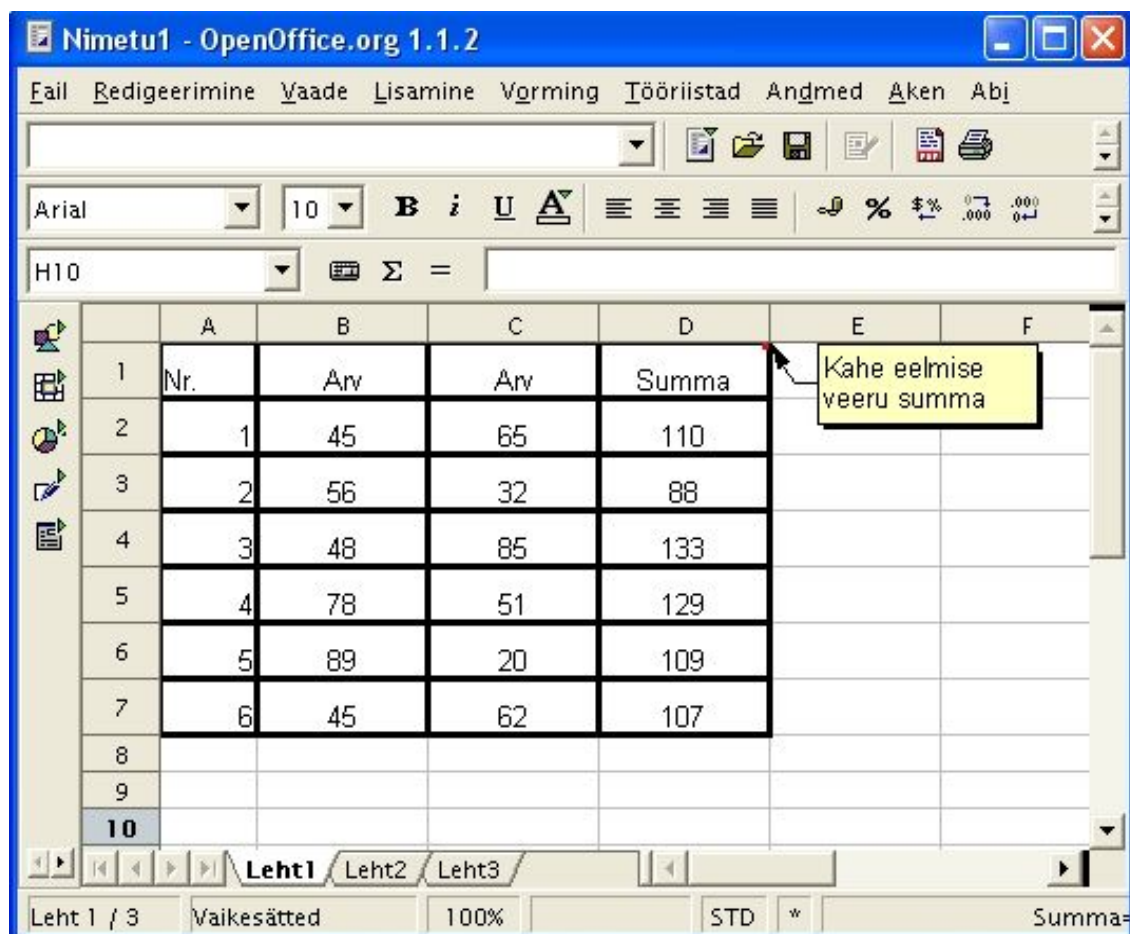 Nimetu1 - OpenOffice.org 1.1.2
Fail Redigeerimine Vaade Lisamine Vorming Tööriistad Andmed Aken Abi
Arial 10 B i U A % $% .000 .000
H10 Σ =
A B C D E F
1 Nr. Arv Arv Summa
Kahe eelmise
veeru summa
2 1 45 65 110
3 2 56 32 88
4 3 48 85 133
5 4 78 51 129
6 5 89 20 109
7 6 45 62 107
8
9
10
Leht1 Leht2 Leht3
Leht 1 / 3 Vaikesätted 100% STD * Summa=